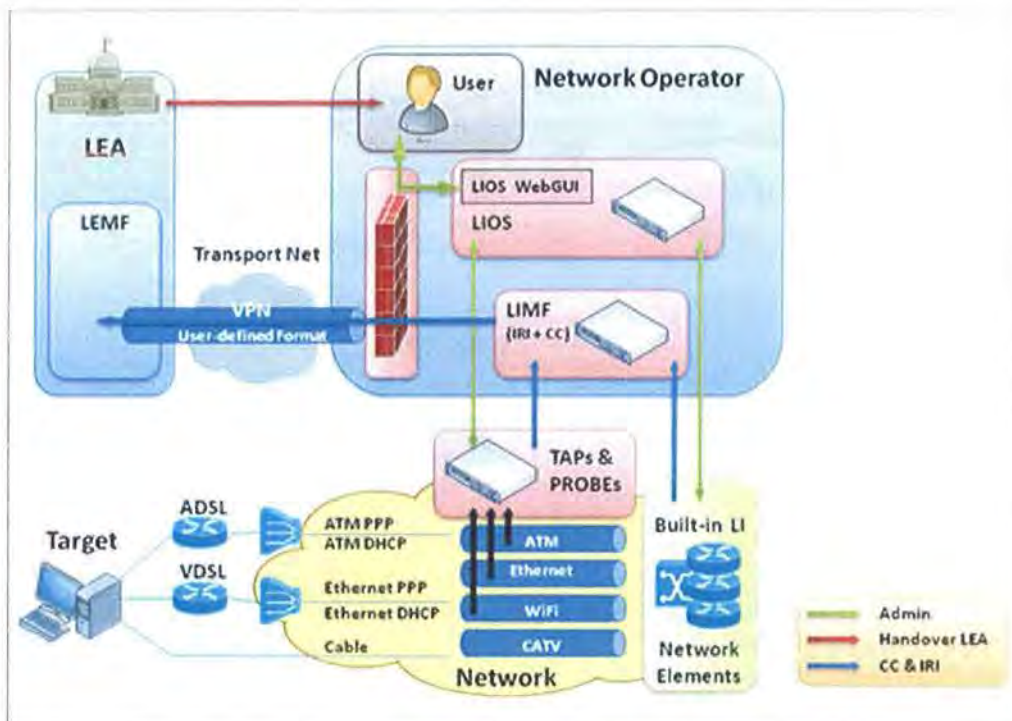 User
Network Operator
LEA
LIOS WebGUI
LIOS
LEMF
Transport Net
VPN
User-defined Format
LIMF
(IRI + CC)
TAPs &
PROBEs
ADSL
ATM PPP
ATM DHCP
ATM
Built-in LI
Target
VDSL
Ethernet
Ethernet PPP
Ethernet DHCP
WiFi
Cable
CATV
Network
Network
Elements
Admin
Handover LEA
CC & IRI